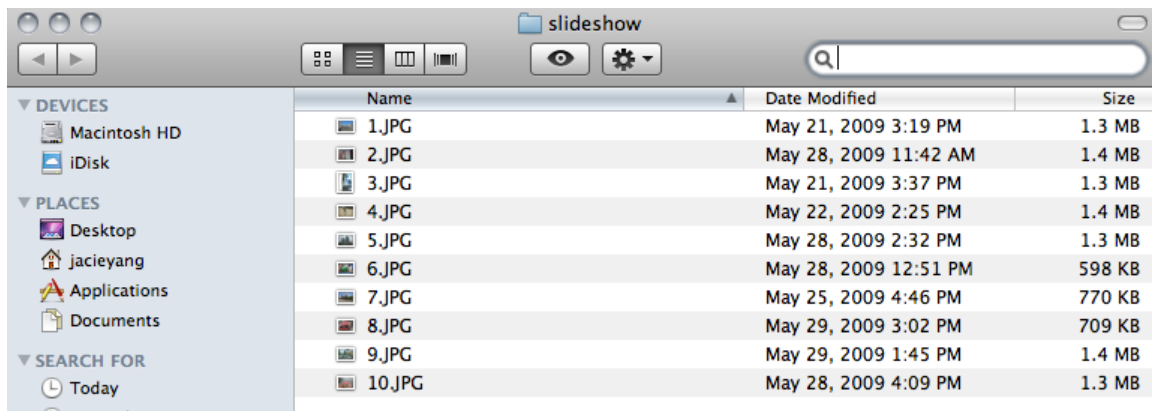 slideshow
Name Date Modified Size
DEVICES
Macintosh HD
iDisk
PLACES
Desktop
jacieyang
Applications
Documents
SEARCH FOR
Today
1.JPG May 21, 2009 3:19 PM 1.3 MB
2.JPG May 28, 2009 11:42 AM 1.4 MB
3.JPG May 21, 2009 3:37 PM 1.3 MB
4.JPG May 22, 2009 2:25 PM 1.4 MB
5.JPG May 28, 2009 2:32 PM 1.3 MB
6.JPG May 28, 2009 12:51 PM 598 KB
7.JPG May 25, 2009 4:46 PM 770 KB
8.JPG May 29, 2009 3:02 PM 709 KB
9.JPG May 29, 2009 1:45 PM 1.4 MB
10.JPG May 28, 2009 4:09 PM 1.3 MB